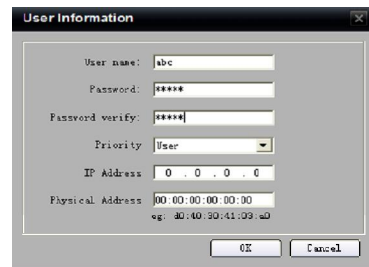 User Information
User name: abc
Password: *****
Password verify: *****
Priority User
IP Address 0 . 0 . 0 . 0
Physical Address 00:00:00:00:00:00
eg: d0:40:30:41:03:a0
OK Cancel